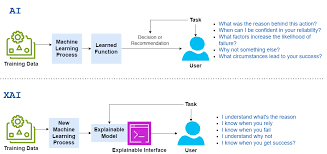 AI
Task
Training Data
Machine
Learning
Process
Learned
Function
Decision or
Recommendation
User
• What was the reason behind this action?
• When can I be confident in your reliability?
• What factors increase the likelihood of
failure?
• Why not something else?
• What circumstances lead to your success?
XAI
Task
Training Data
New
Machine
Learning
Process
Explainable
Model
Explainable Interface
User
• I understand what's the reason
• I know when you rely
• I know when you fail
• I understand why not
• I know when you get success?